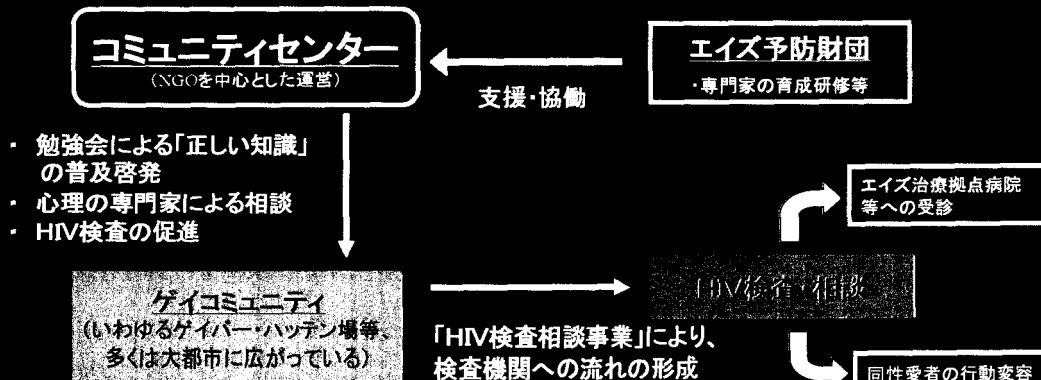 コミュニティセンター
(NGOを中心とした運営)
エイズ予防財団
・専門家の育成研修等
支援・協働
・ 勉強会による「正しい知識」
の普及啓発
・ 心理の専門家による相談
・ HIV検査の促進
エイズ治療拠点病院
等への受診
ゲイコミュニティ
(いわゆるゲイバー・ハッテン場等、
多くは大都市に広がっている)
HIV検査・相談
「HIV検査相談事業」により、
検査機関への流れの形成
同性愛者の行動変容